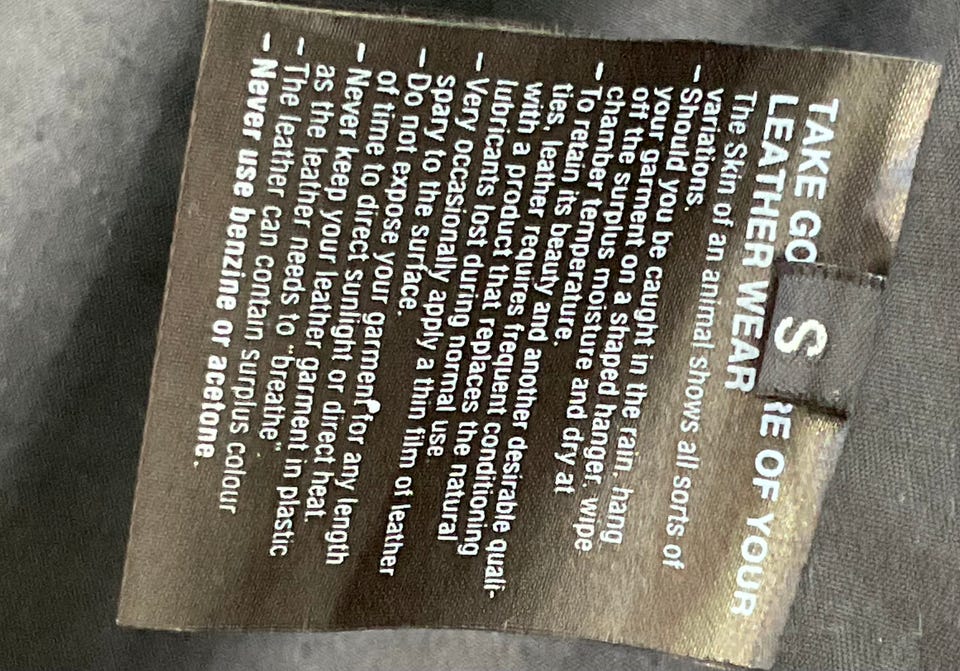 TAKE GO RE OF YOUR
LEATHER WEAR
S
The Skin of an animal shows all sorts of
variations.
- Should you be caught in the rain, hang
your garment on a shaped hanger, wipe
off the surplus moisture and dry at
chamber temperature.
- To retain its beauty and another desirable quali-
ties, leather requires frequent conditioning
with a product that replaces the natural
lubricants lost during normal use
- Very occasionally apply a thin film of leather
spary to the surface.
- Do not expose your garment for any length
of time to direct sunlight or direct heat.
- Never keep your leather garment in plastic
as the leather needs to "breathe"
- The leather can contain surplus colour
- Never use benzine or acetone.